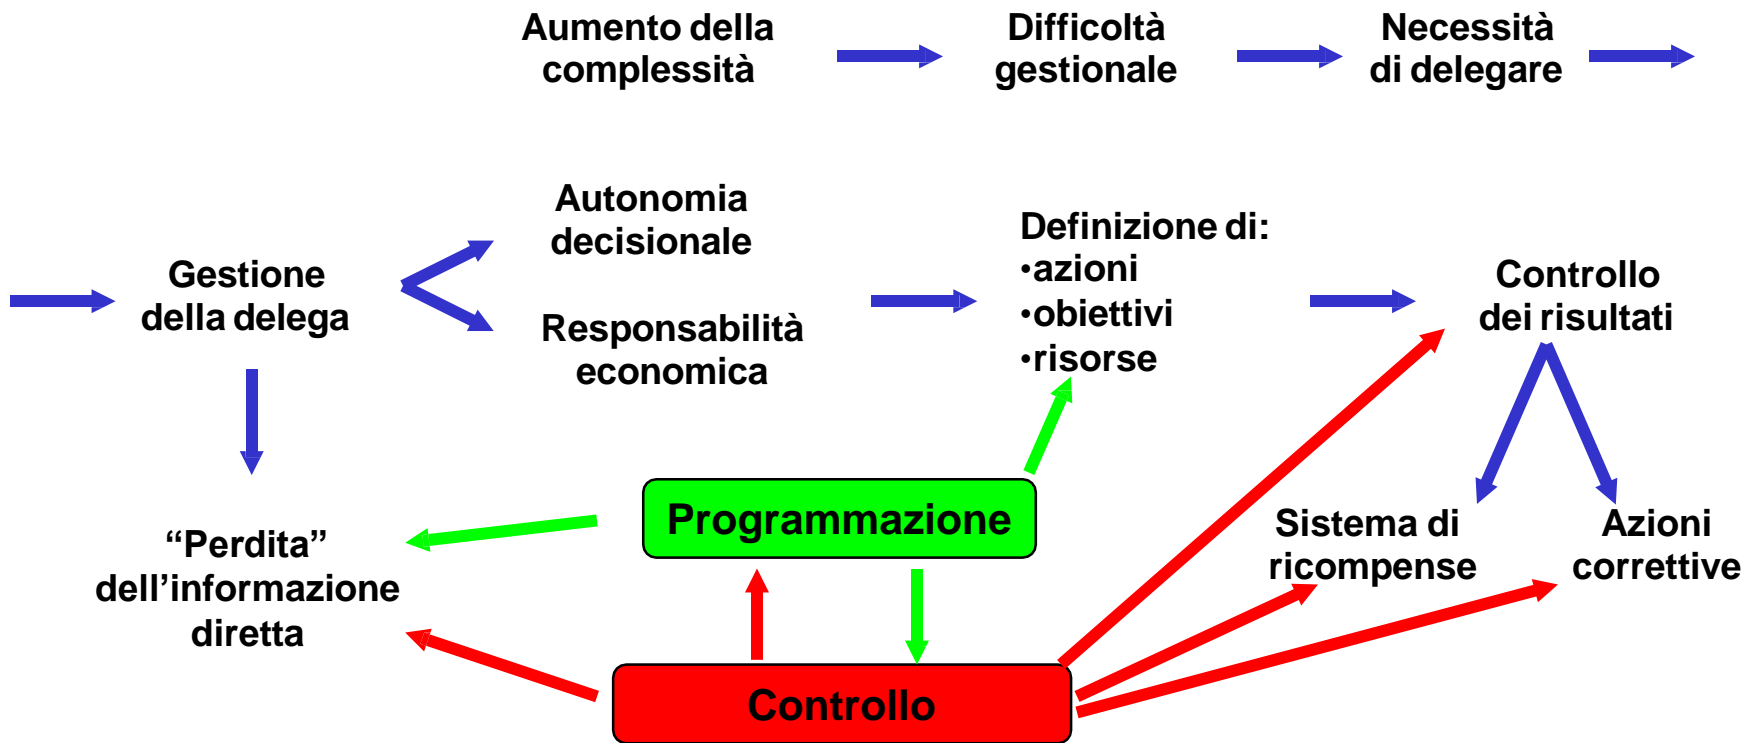 Aumento della
complessità
Difficoltà
gestionale
Necessità
di delegare
Gestione
della delega
Autonomia
decisionale
Responsabilità
economica
Definizione di:
•azioni
•obiettivi
•risorse
Controllo
dei risultati
“Perdita”
dell’informazione
diretta
Programmazione
Sistema di
ricompense
Azioni
correttive
Controllo